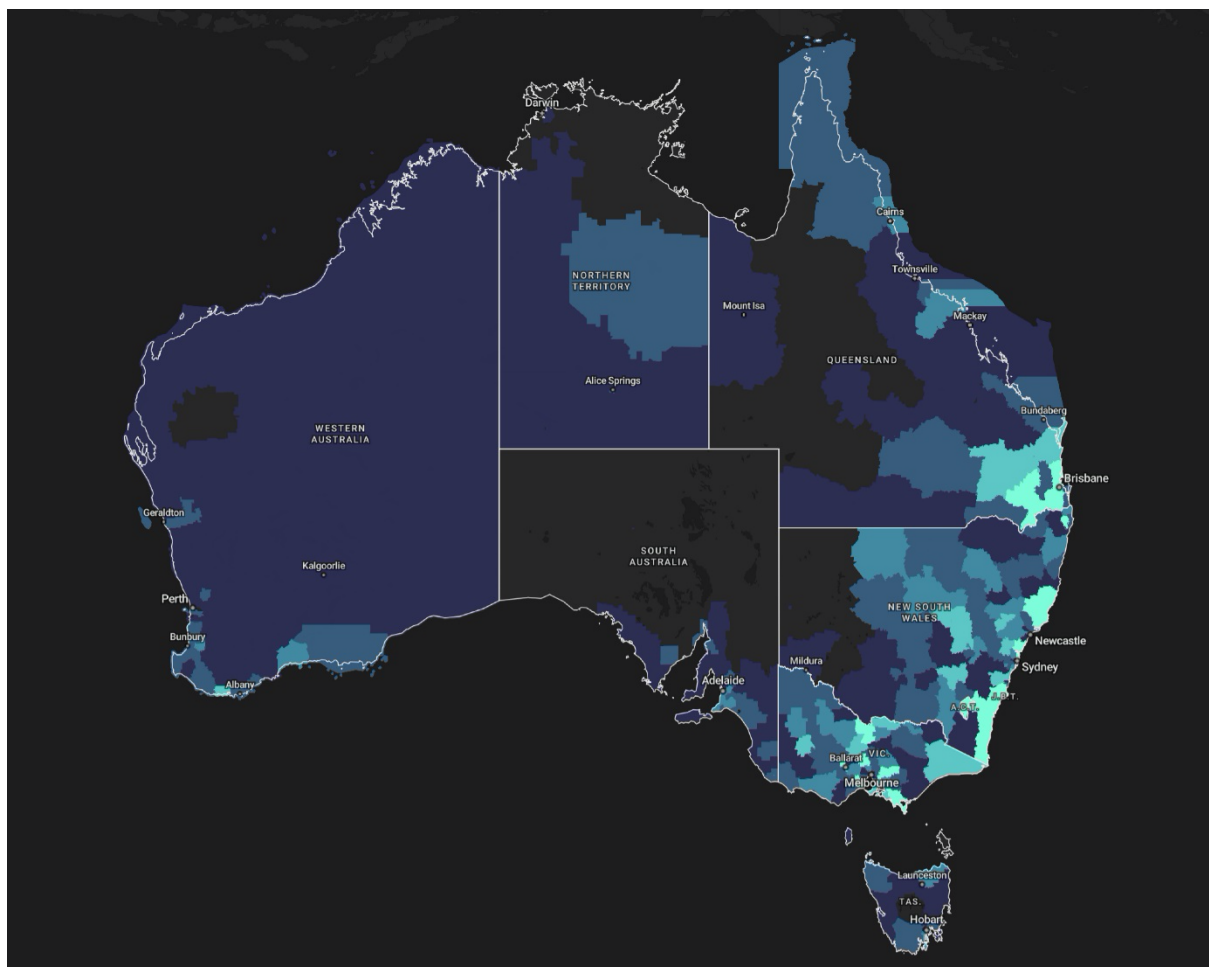 Darwin
Cairns
Townsville
NORTHERN
TERRITORY
Mount Isa
Mackay
QUEENSLAND
Alice Springs
Bundaberg
WESTERN
AUSTRALIA
Brisbane
Geraldton
SOUTH
AUSTRALIA
Kalgoorlie
Perth
NEW SOUTH
WALES
Bunbury
Newcastle
Mildura
Sydney
Adelaide
Albany
A.C.T.
VIC.
Ballarat
Melbourne
Launceston
TAS.
Hobart